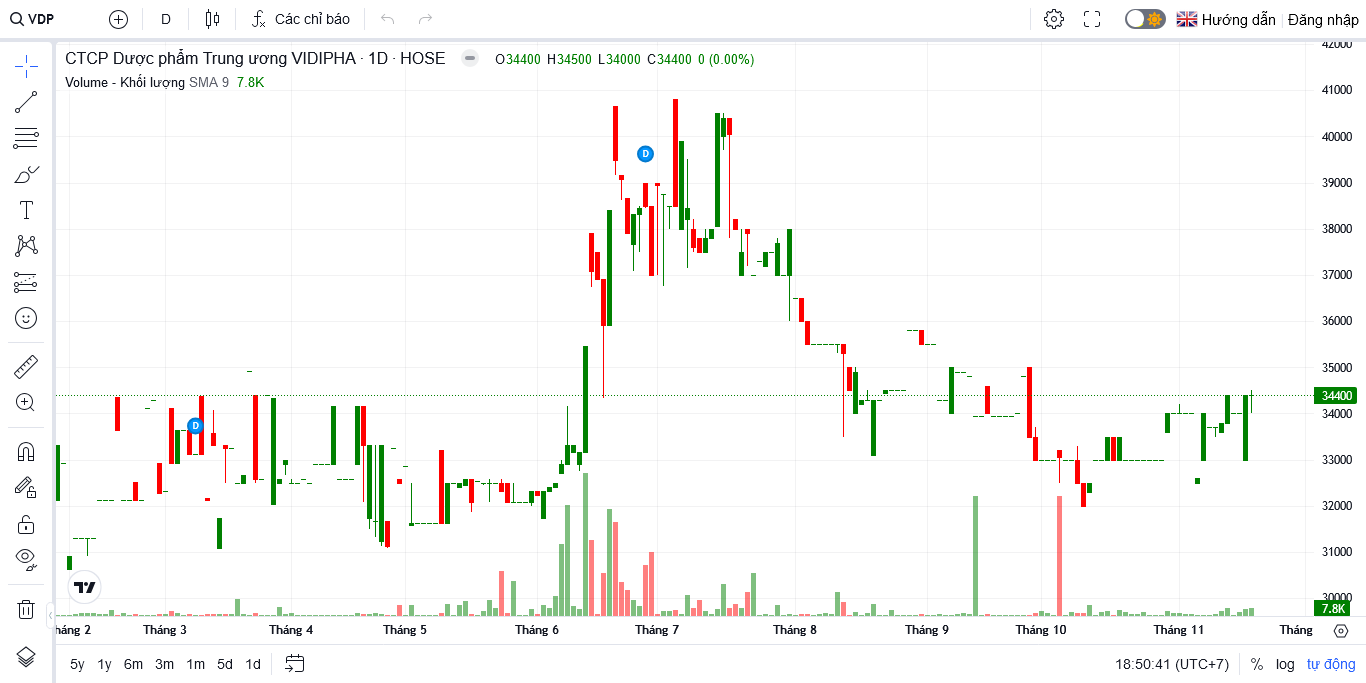 VDP D Các chỉ báo Hướng dẫn Đăng nhập
CTCP Dược phẩm Trung ương VIDIPHA · 1D · HOSE O34400 H34500 L34000 C34400 0 (0.00%)
Volume - Khối lượng SMA 9 7.8K
42000
41000
40000
39000
38000
37000
36000
35000
34400
34000
33000
32000
31000
30000
7.8K
D
D
háng 2 Tháng 3 Tháng 4 Tháng 5 Tháng 6 Tháng 7 Tháng 8 Tháng 9 Tháng 10 Tháng 11 Tháng
5y 1y 6m 3m 1m 5d 1d 18:50:41 (UTC+7) % log tự động